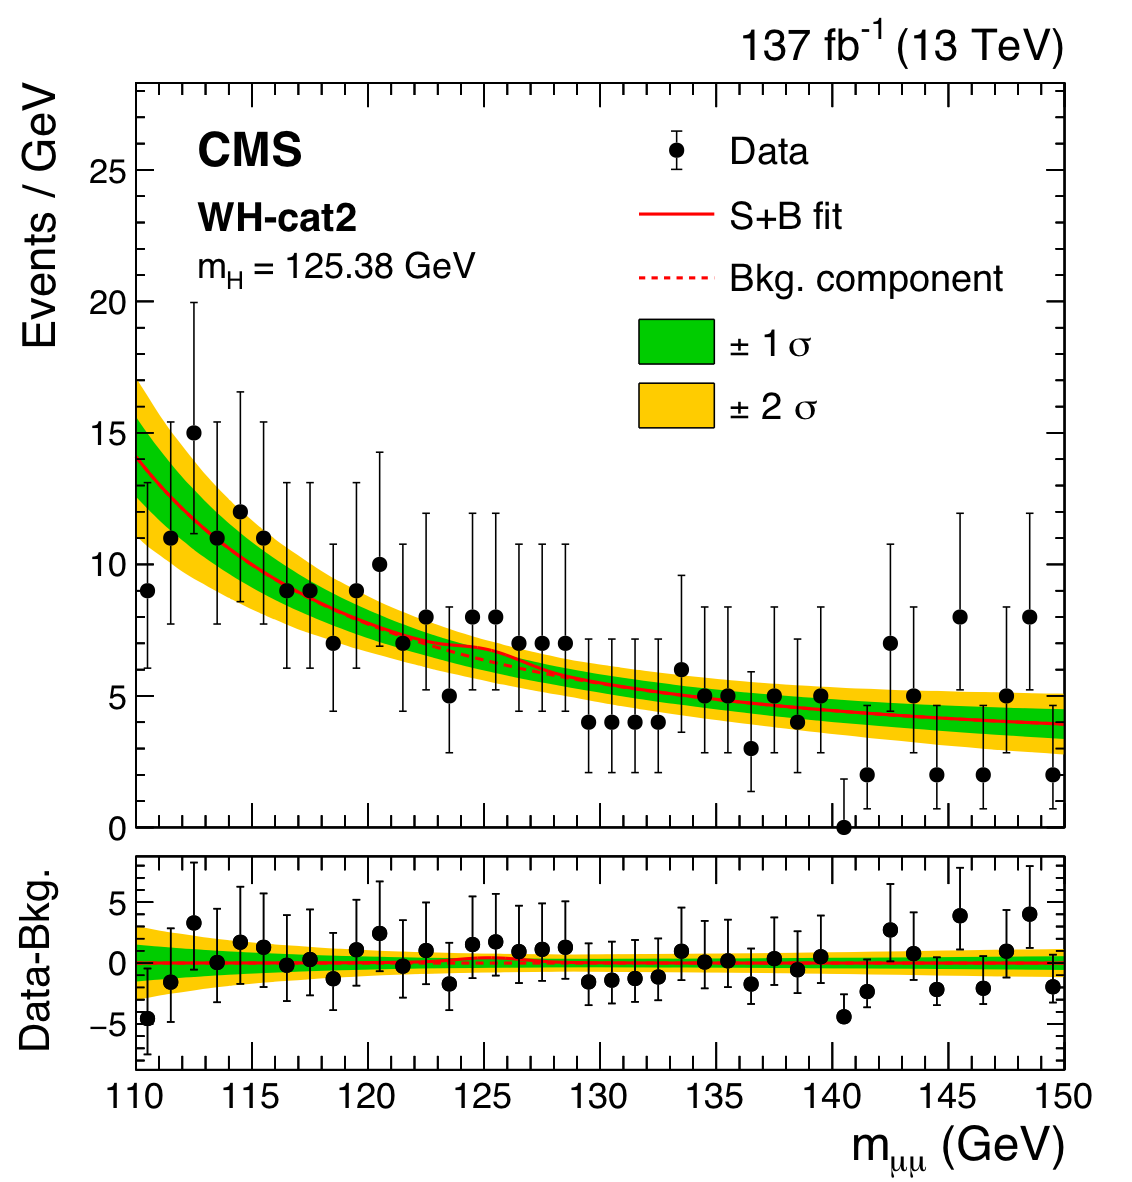 137 fb⁻¹ (13 TeV)
Events / GeV
CMS
WH-cat2
m_H = 125.38 GeV
Data
S+B fit
Bkg. component
± 1 σ
± 2 σ
25
20
15
10
5
0
Data-Bkg.
5
0
−5
110 115 120 125 130 135 140 145 150
m_μμ (GeV)